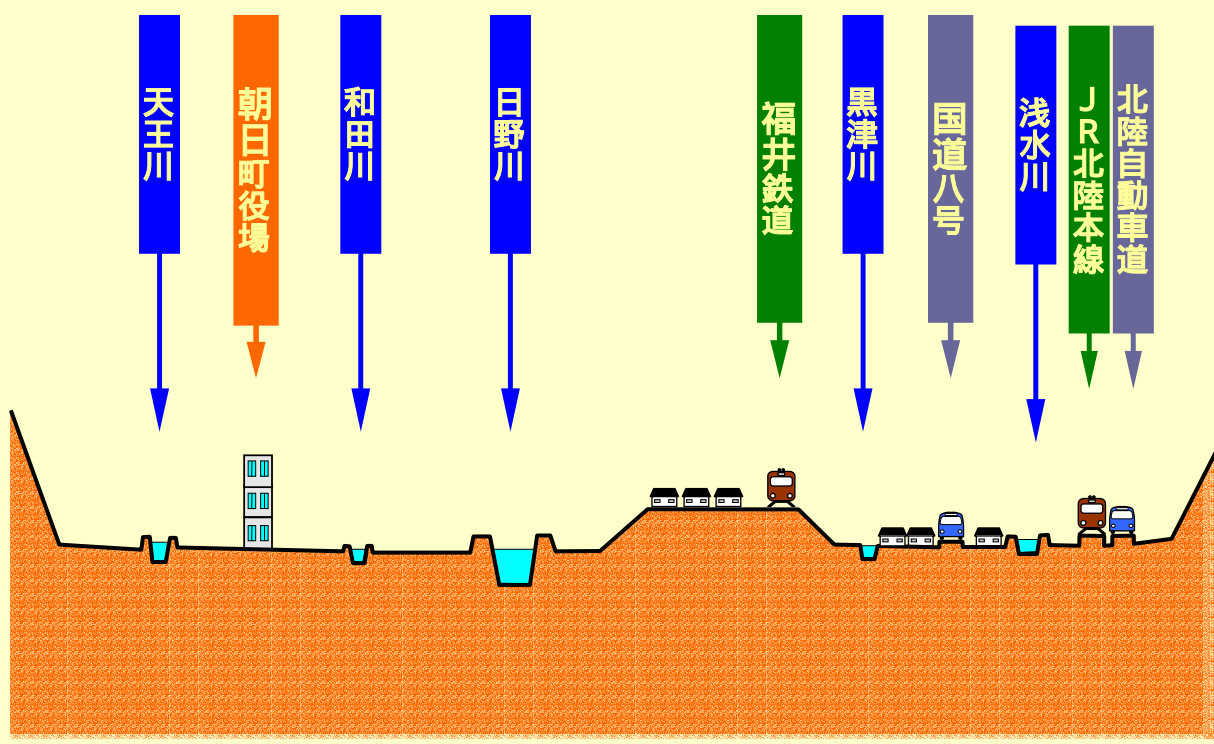 天王川
朝日町役場
和田川
日野川
福井鉄道
黒津川
国道八号
浅水川
ＪＲ北陸本線
北陸自動車道